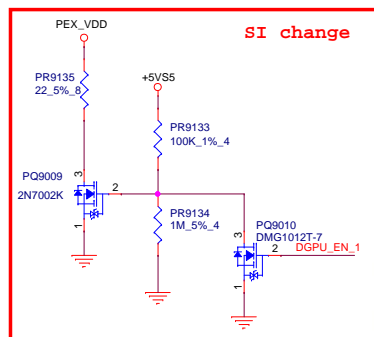 PEX_VDD
SI change
PR9135
22_5%_8
+5VS5
PR9133
100K_1%_4
PQ9009
2N7002K
3
2
1
PR9134
1M_5%_4
PQ9010
DMG1012T-7
3
2
DGPU_EN_1
1